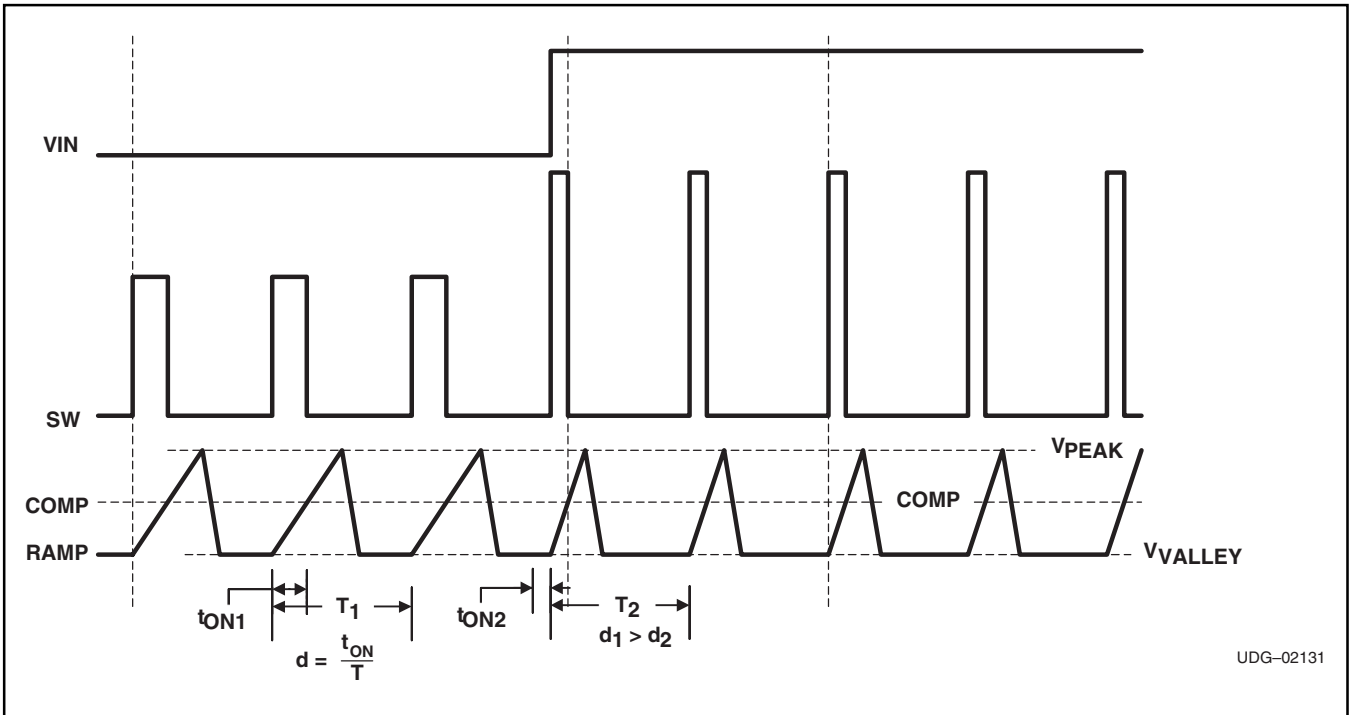 VIN
SW
VPEAK
COMP
COMP
RAMP
VVALLEY
tON1
T1
tON2
T2
d = tON
T
d1 > d2
UDG–02131